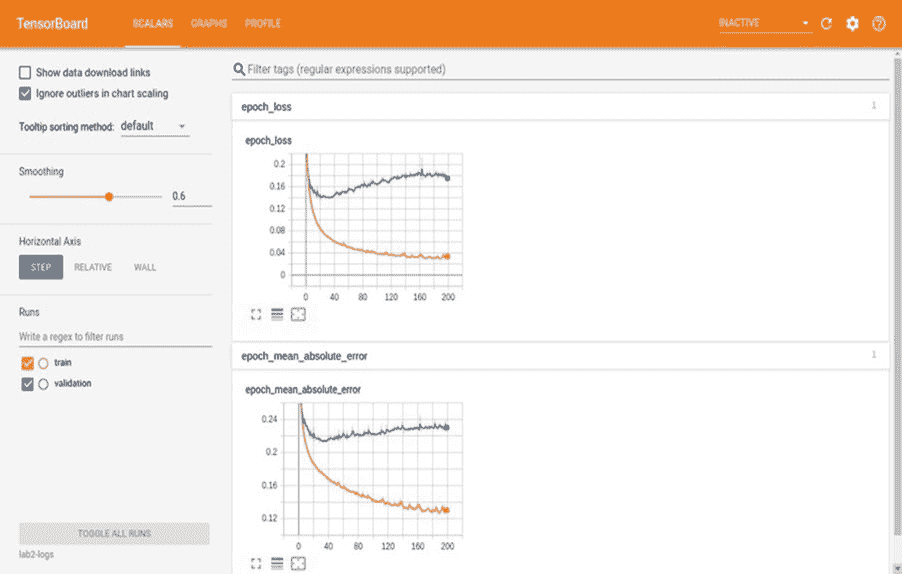 TensorBoard
SCALARS GRAPHS PROFILE
INACTIVE
Show data download links
Ignore outliers in chart scaling
Tooltip sorting method: default
Smoothing
0.6
Horizontal Axis
STEP RELATIVE WALL
Runs
Write a regex to filter runs
train
validation
TOGGLE ALL RUNS
lab2-logs
Filter tags (regular expressions supported)
epoch_loss 1
epoch_loss
0.2
0.16
0.12
0.08
0.04
0
0 40 80 120 160 200
epoch_mean_absolute_error 1
epoch_mean_absolute_error
0.24
0.2
0.16
0.12
0 40 80 120 160 200